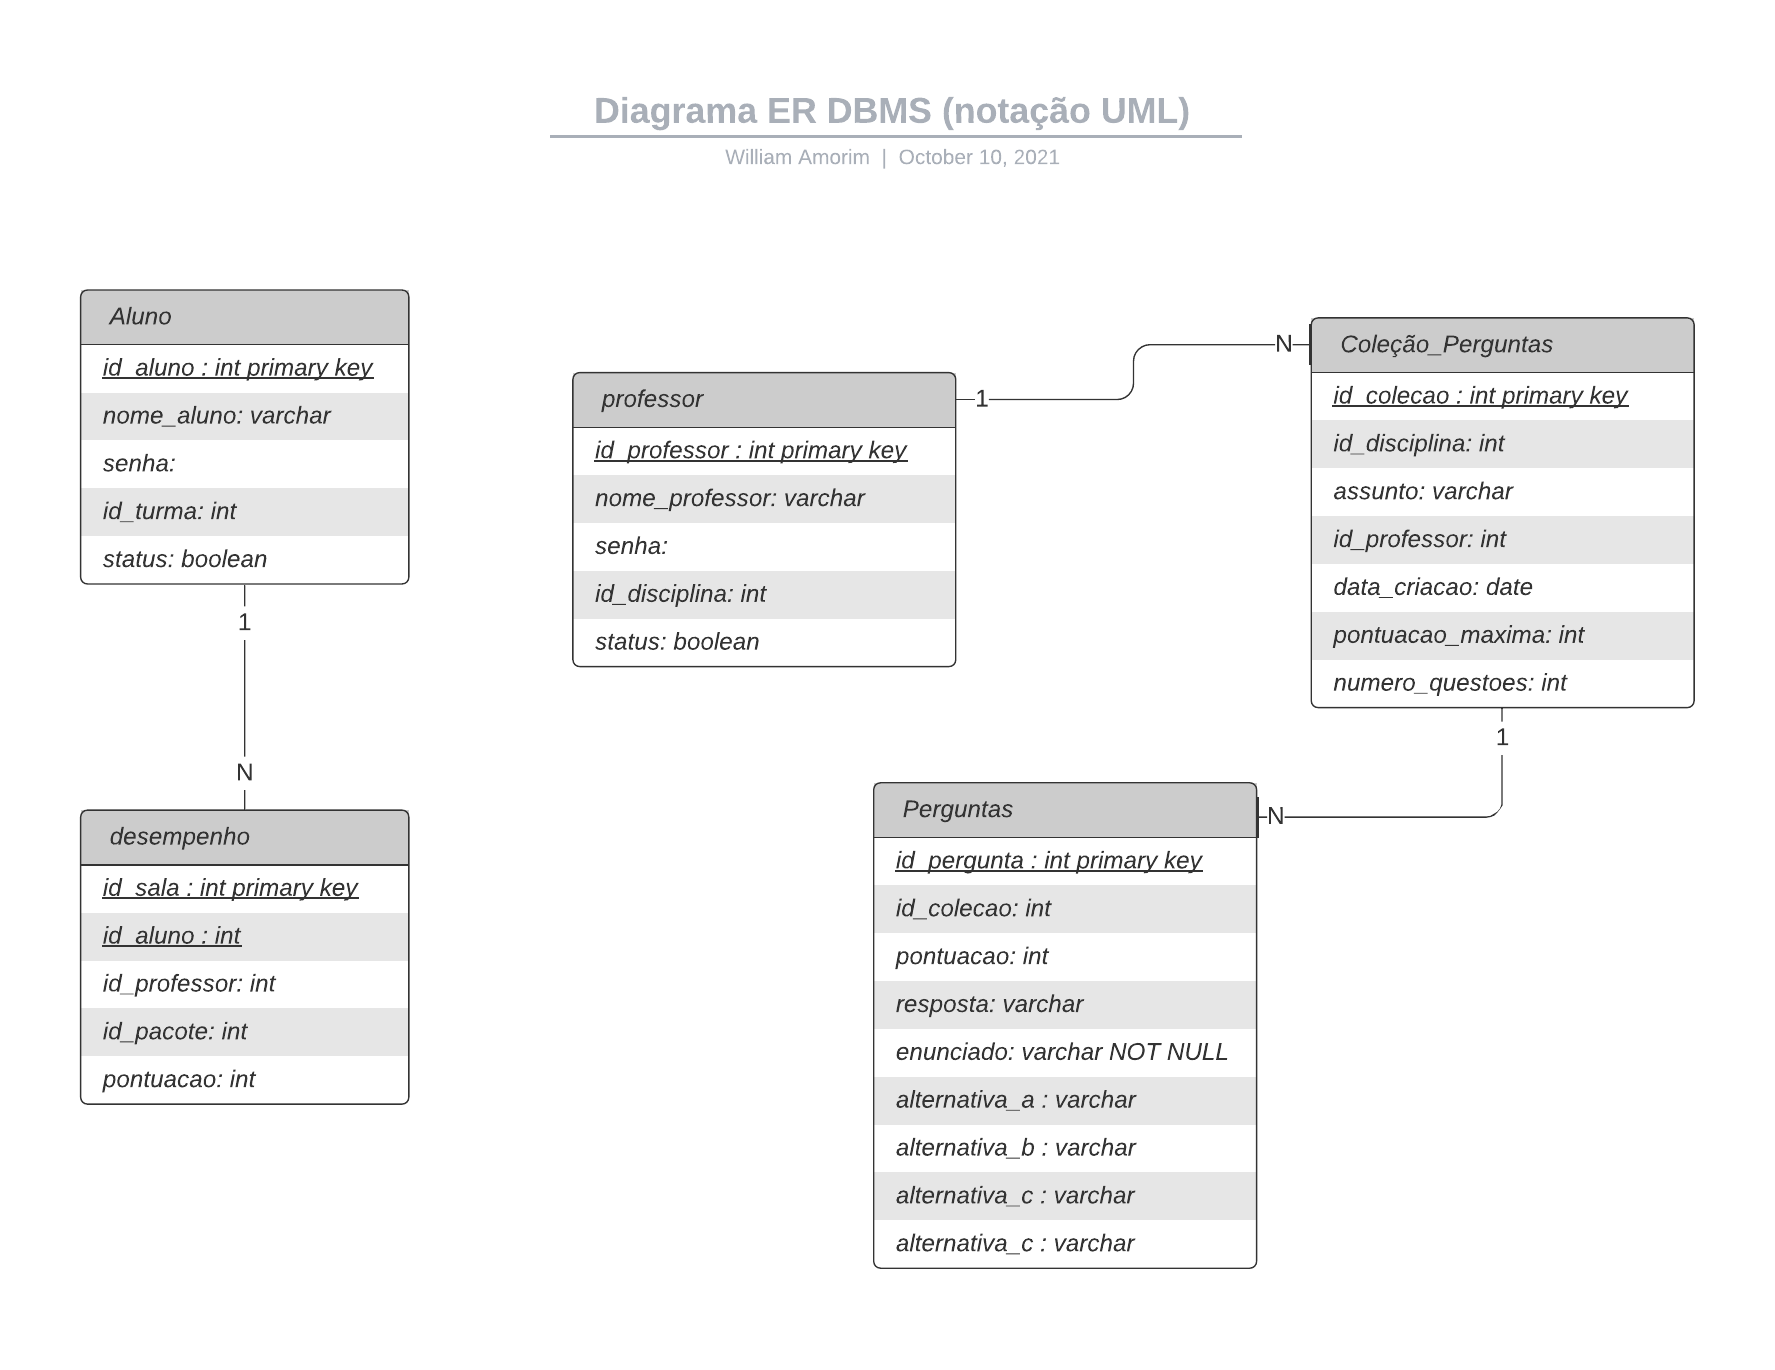 Diagrama ER DBMS (notação UML)
William Amorim | October 10, 2021
Aluno
id_aluno : int primary key
nome_aluno: varchar
senha:
id_turma: int
status: boolean
1
N
desempenho
id_sala : int primary key
id_aluno : int
id_professor: int
id_pacote: int
pontuacao: int
professor
id_professor : int primary key
nome_professor: varchar
senha:
id_disciplina: int
status: boolean
1
N
Coleção_Perguntas
id_colecao : int primary key
id_disciplina: int
assunto: varchar
id_professor: int
data_criacao: date
pontuacao_maxima: int
numero_questoes: int
1
N
Perguntas
id_pergunta : int primary key
id_colecao: int
pontuacao: int
resposta: varchar
enunciado: varchar NOT NULL
alternativa_a : varchar
alternativa_b : varchar
alternativa_c : varchar
alternativa_c : varchar